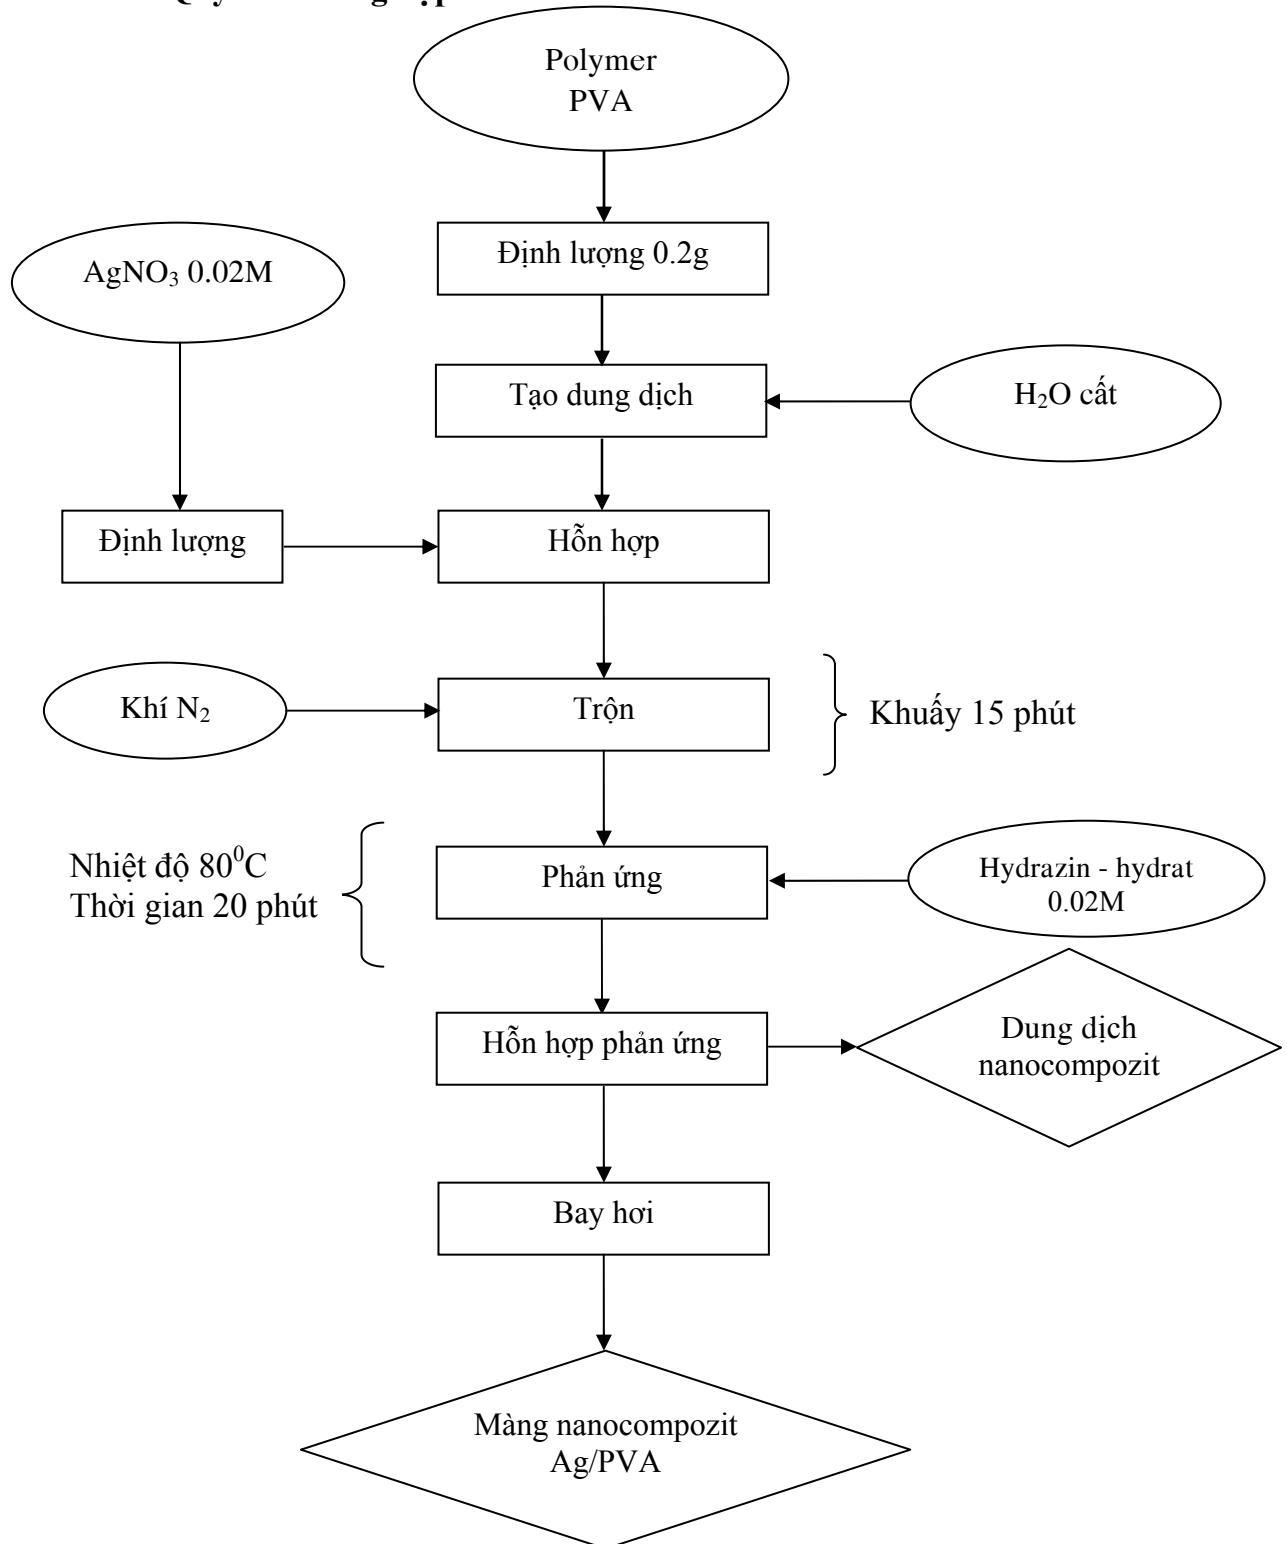 Polymer
PVA
Định lượng 0.2g
AgNO₃ 0.02M
Tạo dung dịch
H₂O cất
Định lượng
Hỗn hợp
Khí N₂
Trộn
Khuấy 15 phút
Nhiệt độ 80⁰C
Thời gian 20 phút
Phản ứng
Hydrazin - hydrat
0.02M
Hỗn hợp phản ứng
Dung dịch
nanocompozit
Bay hơi
Màng nanocompozit
Ag/PVA